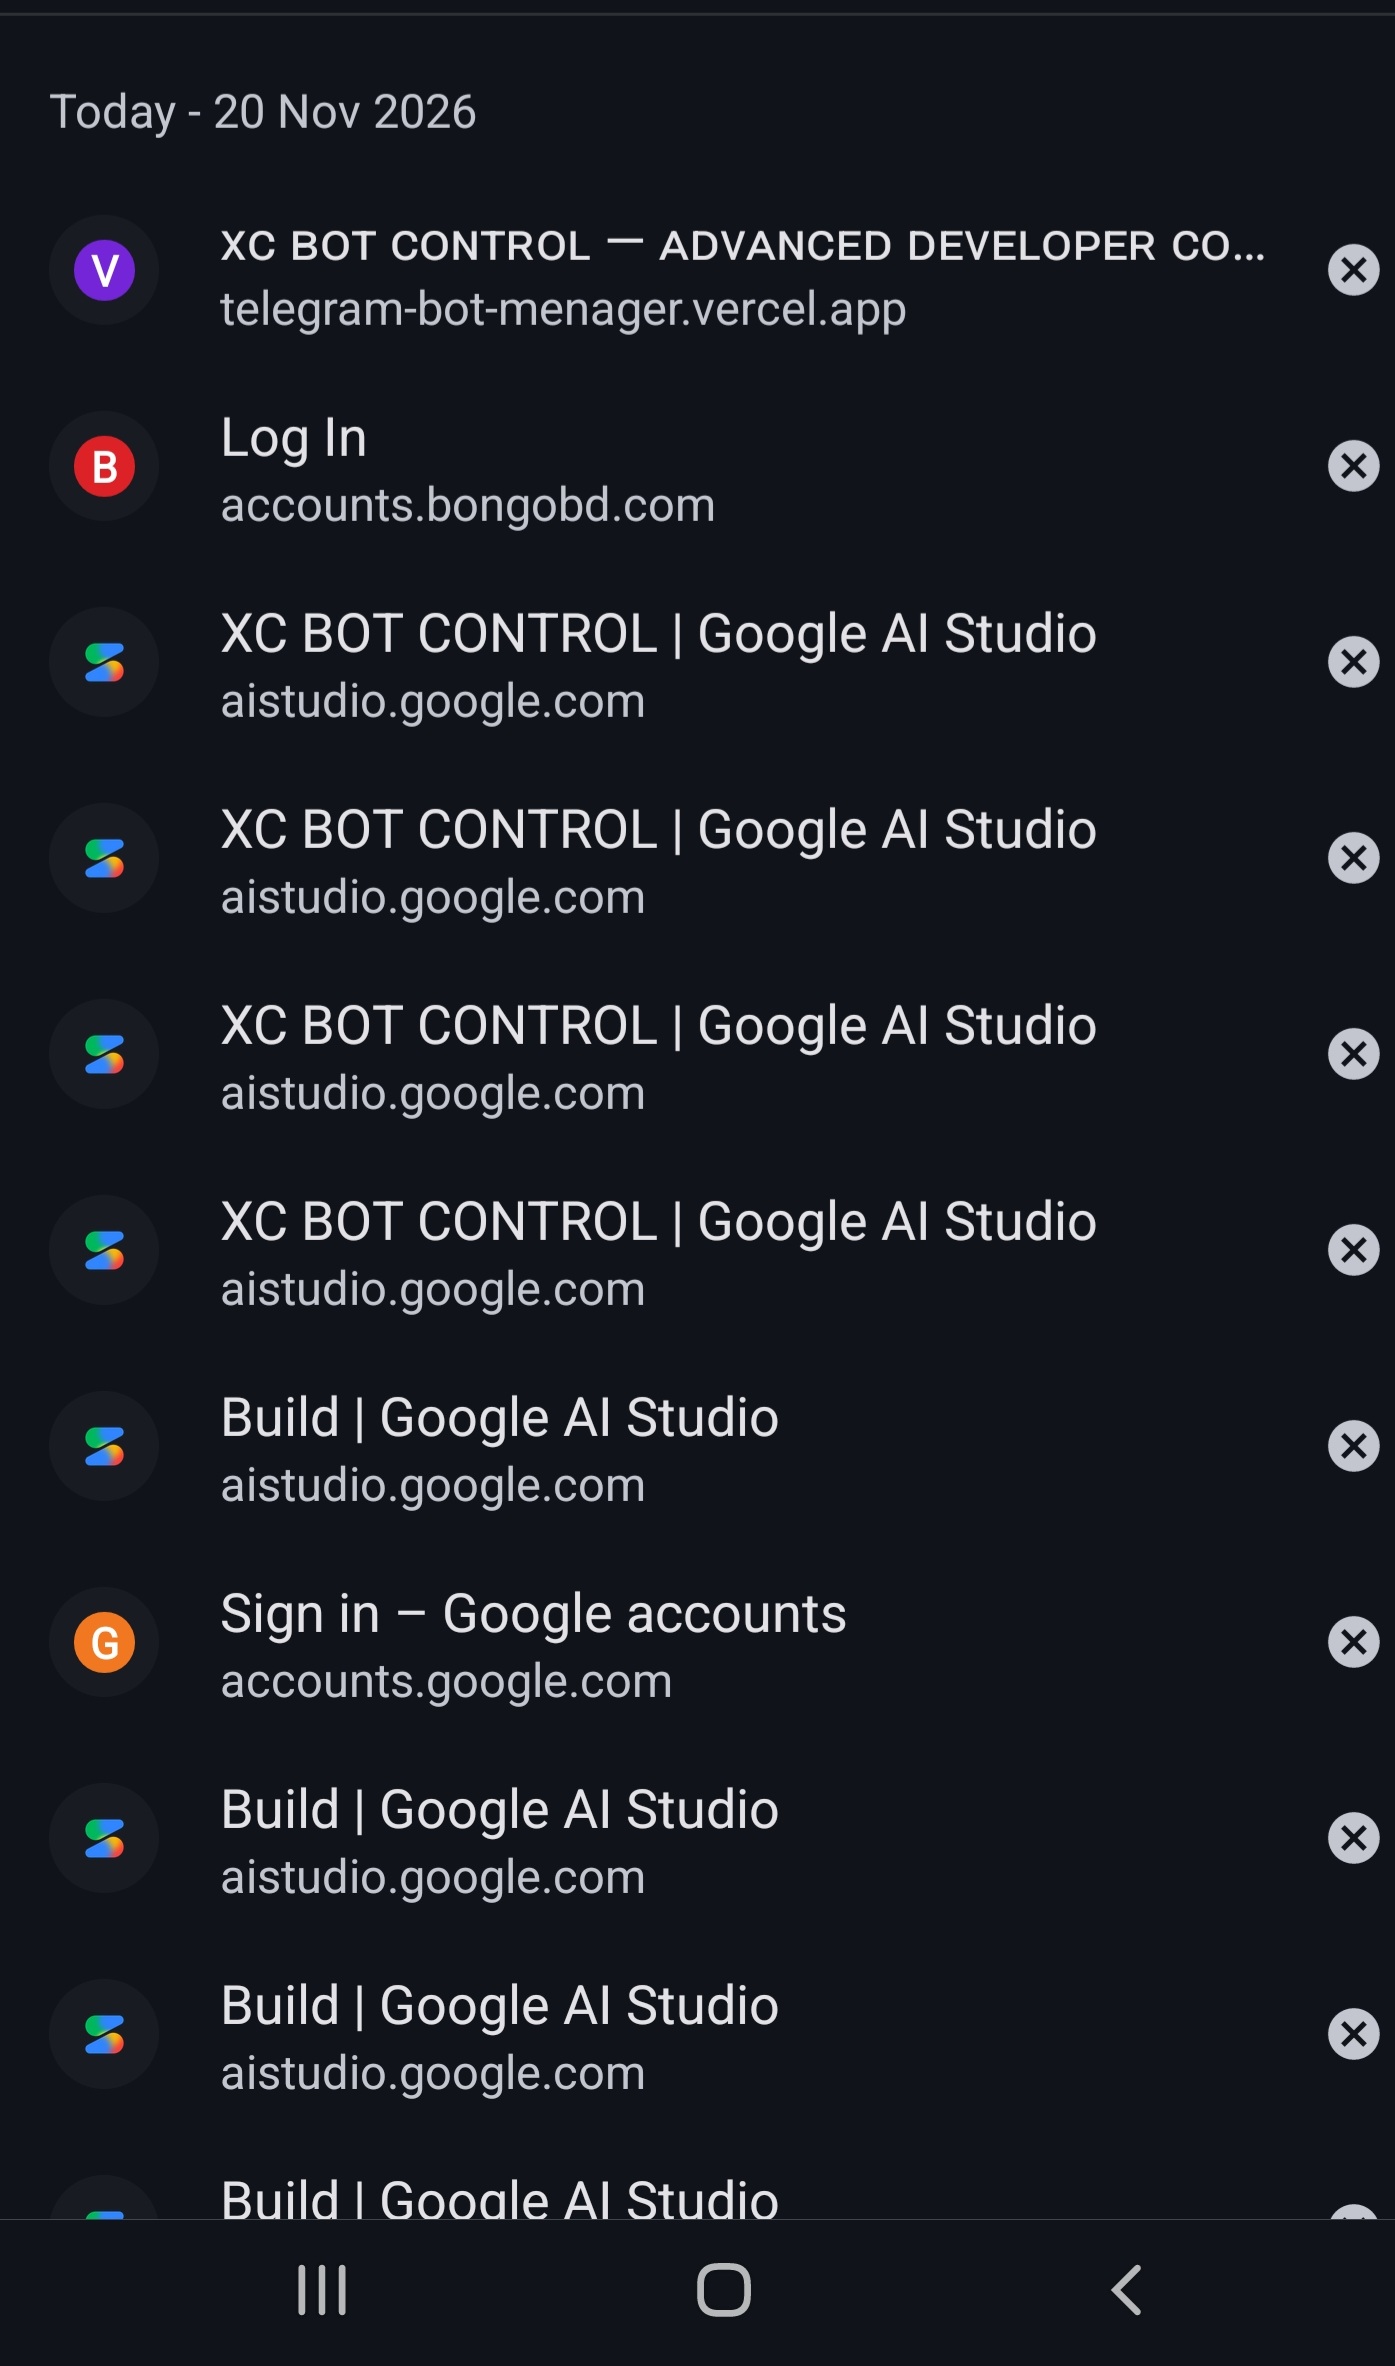 Today - 20 Nov 2026
V
XC BOT CONTROL — ADVANCED DEVELOPER CO...
telegram-bot-menager.vercel.app
B
Log In
accounts.bongobd.com
XC BOT CONTROL | Google AI Studio
aistudio.google.com
XC BOT CONTROL | Google AI Studio
aistudio.google.com
XC BOT CONTROL | Google AI Studio
aistudio.google.com
XC BOT CONTROL | Google AI Studio
aistudio.google.com
Build | Google AI Studio
aistudio.google.com
G
Sign in – Google accounts
accounts.google.com
Build | Google AI Studio
aistudio.google.com
Build | Google AI Studio
aistudio.google.com
Build | Google AI Studio